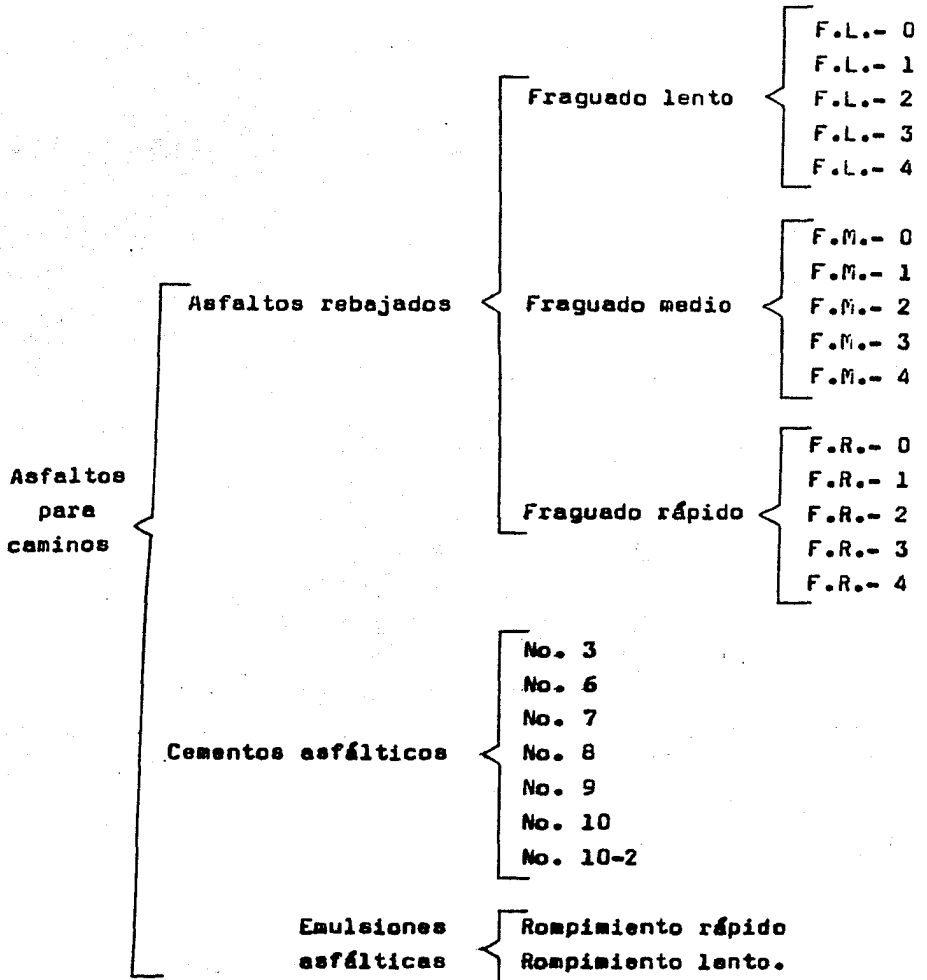 Asfaltos
para
caminos
Asfaltos rebajados
Fraguado lento
F.L.- 0
F.L.- 1
F.L.- 2
F.L.- 3
F.L.- 4
Fraguado medio
F.M.- 0
F.M.- 1
F.M.- 2
F.M.- 3
F.M.- 4
Fraguado rápido
F.R.- 0
F.R.- 1
F.R.- 2
F.R.- 3
F.R.- 4
Cementos asfálticos
No. 3
No. 6
No. 7
No. 8
No. 9
No. 10
No. 10-2
Emulsiones
asfálticas
Rompimiento rápido
Rompimiento lento.